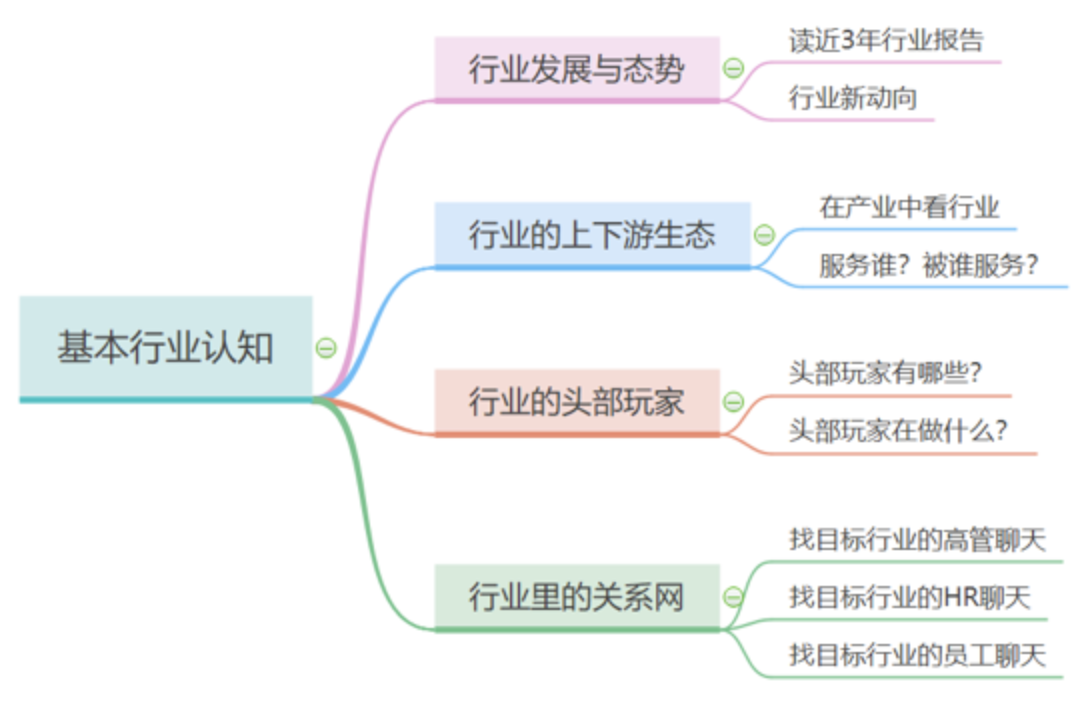 基本行业认知
行业发展与态势
读近3年行业报告
行业新动向
行业的上下游生态
在产业中看行业
服务谁？被谁服务？
行业的头部玩家
头部玩家有哪些？
头部玩家在做什么？
行业里的关系网
找目标行业的高管聊天
找目标行业的HR聊天
找目标行业的员工聊天